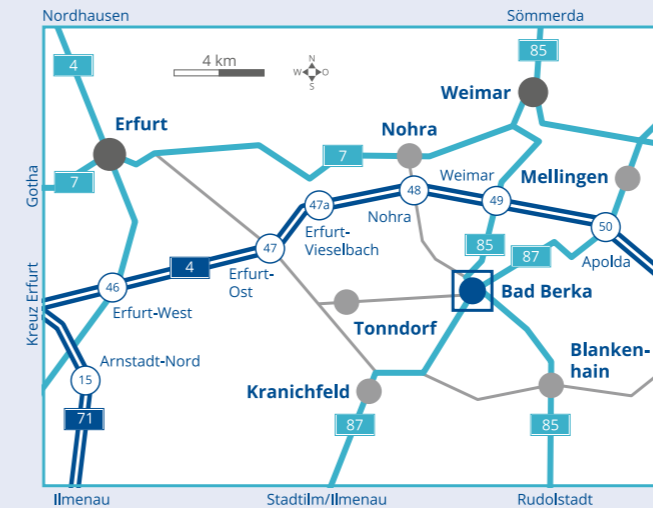 Nordhausen
Sömmerda
4
4 km
N
W O
S
85
Weimar
Erfurt
Nohra
7
Gotha
7
Mellingen
Weimar
48
49
47a
Nohra
50
Erfurt-
Vieselbach
Apolda
85
87
47
4
Erfurt-
Ost
Kreuz Erfurt
46
Erfurt-West
Bad Berka
Tonndorf
Blanken-
hain
Arnstadt-Nord
15
Kranichfeld
71
87
85
Ilmenau
Stadtilm/Ilmenau
Rudolstadt